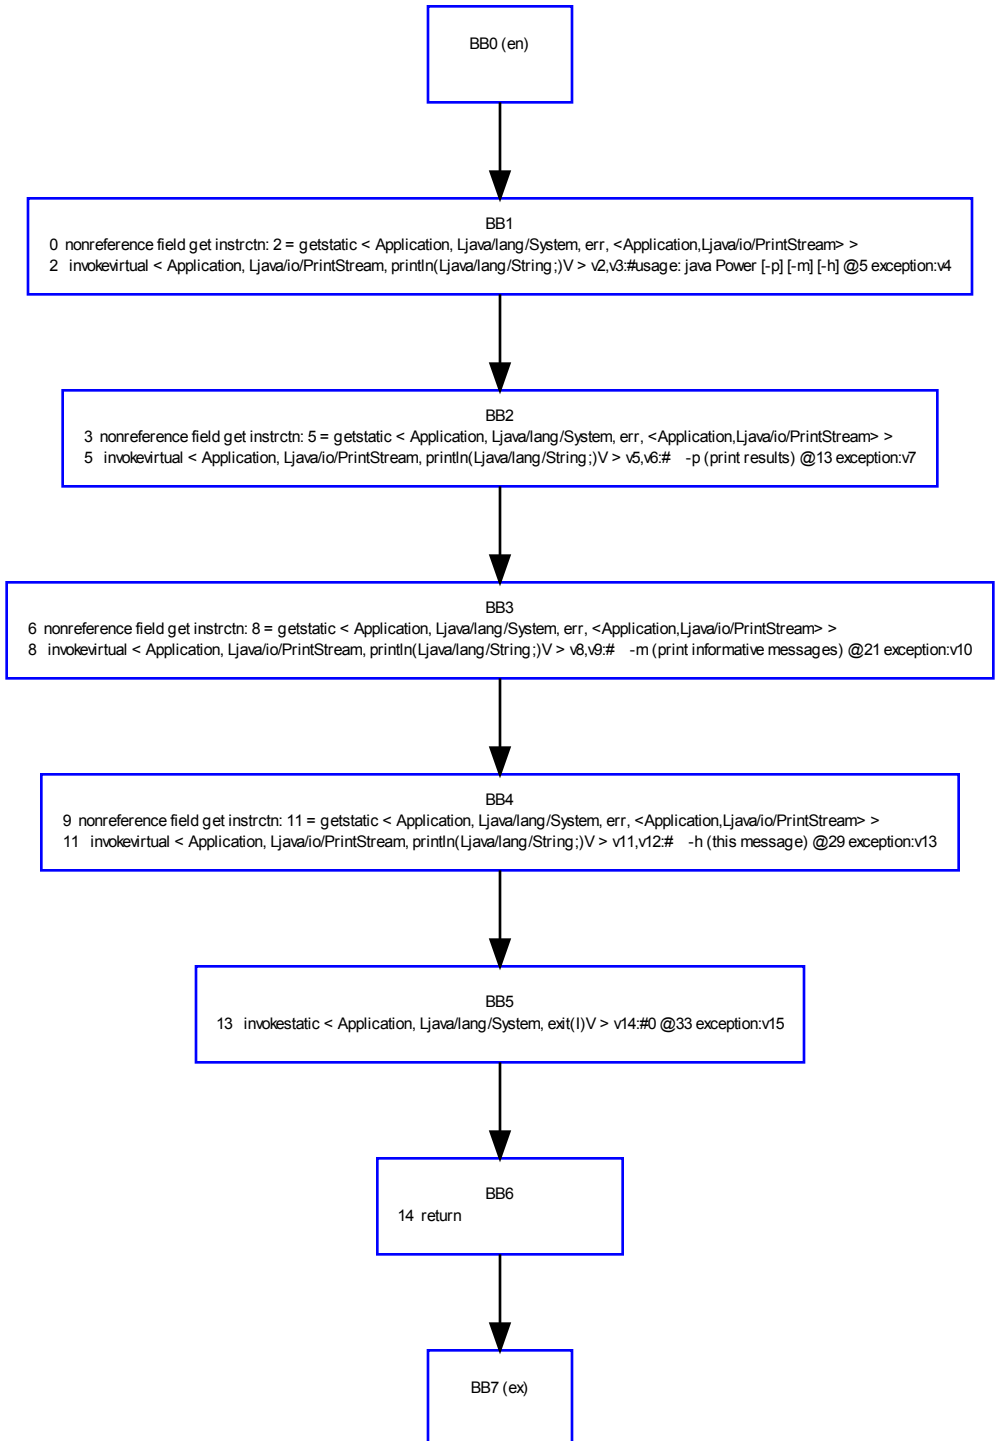 BB0 (en)
BB1
0 nonreference field get instrctn: 2 = getstatic < Application, Ljava/lang/System, err, <Application,Ljava/io/PrintStream> >
2 invokevirtual < Application, Ljava/io/PrintStream, println(Ljava/lang/String;)V > v2,v3:#usage: java Power [-p] [-m] [-h] @5 exception:v4
BB2
3 nonreference field get instrctn: 5 = getstatic < Application, Ljava/lang/System, err, <Application,Ljava/io/PrintStream> >
5 invokevirtual < Application, Ljava/io/PrintStream, println(Ljava/lang/String;)V > v5,v6:# -p (print results) @13 exception:v7
BB3
6 nonreference field get instrctn: 8 = getstatic < Application, Ljava/lang/System, err, <Application,Ljava/io/PrintStream> >
8 invokevirtual < Application, Ljava/io/PrintStream, println(Ljava/lang/String;)V > v8,v9:# -m (print informative messages) @21 exception:v10
BB4
9 nonreference field get instrctn: 11 = getstatic < Application, Ljava/lang/System, err, <Application,Ljava/io/PrintStream> >
11 invokevirtual < Application, Ljava/io/PrintStream, println(Ljava/lang/String;)V > v11,v12:# -h (this message) @29 exception:v13
BB5
13 invokestatic < Application, Ljava/lang/System, exit(I)V > v14:#0 @33 exception:v15
BB6
14 return
BB7 (ex)